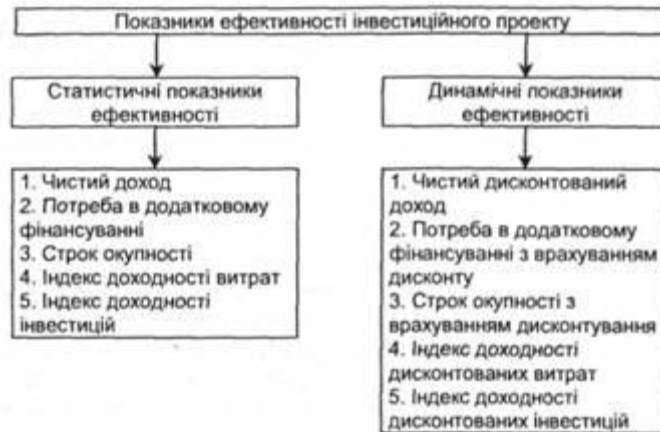 Показники ефективності інвестиційного проекту
Статистичні показники
ефективності
Динамічні показники
ефективності
1. Чистий доход
2. Потреба в додатковому
фінансуванні
3. Строк окупності
4. Індекс доходності витрат
5. Індекс доходності
інвестицій
1. Чистий дисконтований
доход
2. Потреба в додатковому
фінансуванні з врахуванням
дисконту
3. Строк окупності з
врахуванням дисконтування
4. Індекс доходності
дисконтованих витрат
5. Індекс доходності
дисконтованих інвестицій